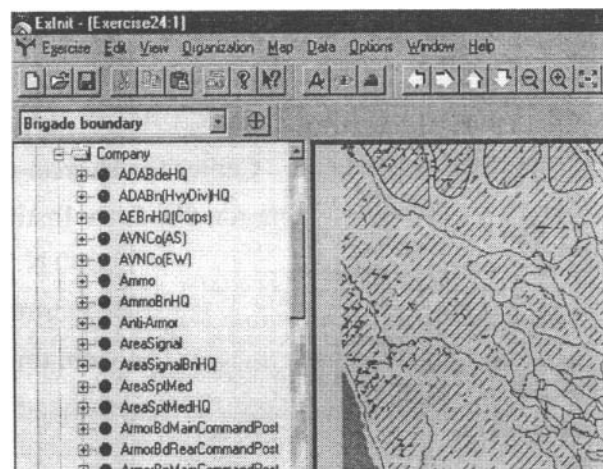 ExInit - [Exercise24:1]
Exercise Edit View Organization Map Data Options Window Help
Brigade boundary
Company
ADABdeHQ
ADABn(HvyDiv)HQ
AEBnHQ(Corps)
AVNCo(AS)
AVNCo(EW)
Ammo
AmmoBnHQ
Anti-Armor
AreaSignal
AreaSignalBnHQ
AreaSptMed
AreaSptMedHQ
ArmorBdMainCommandPost
ArmorBdRearCommandPost
ArmorBnMainCommandPost